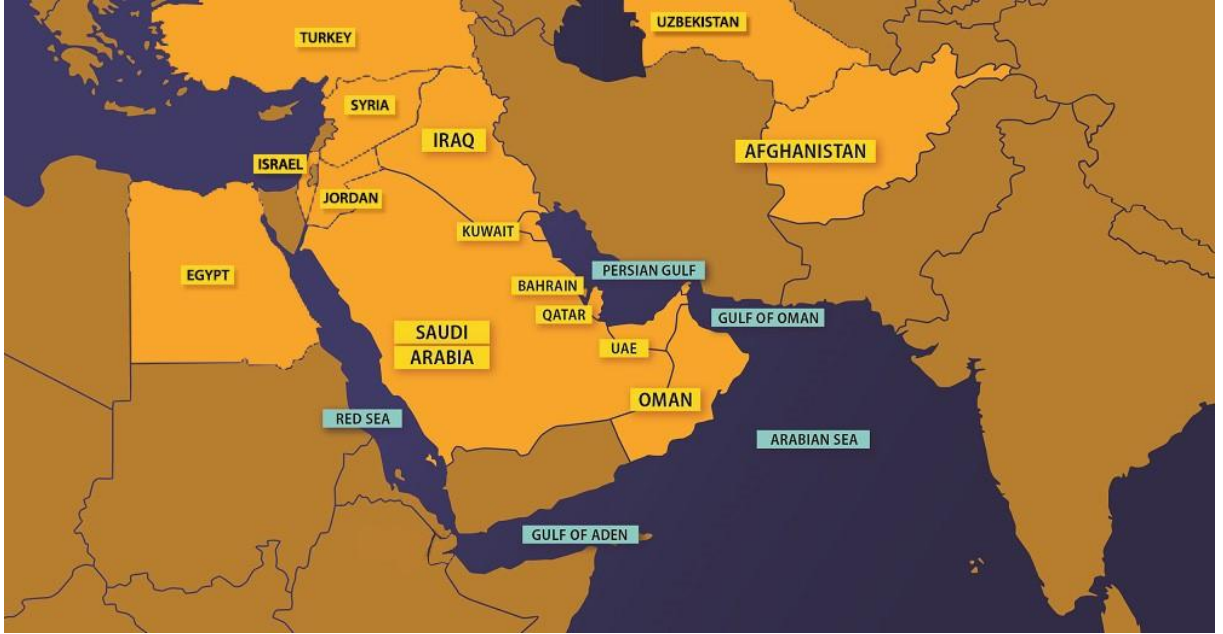 UZBEKISTAN
TURKEY
SYRIA
IRAQ
AFGHANISTAN
ISRAEL
JORDAN
KUWAIT
EGYPT
PERSIAN GULF
BAHRAIN
QATAR
GULF OF OMAN
SAUDI
ARABIA
UAE
OMAN
RED SEA
ARABIAN SEA
GULF OF ADEN